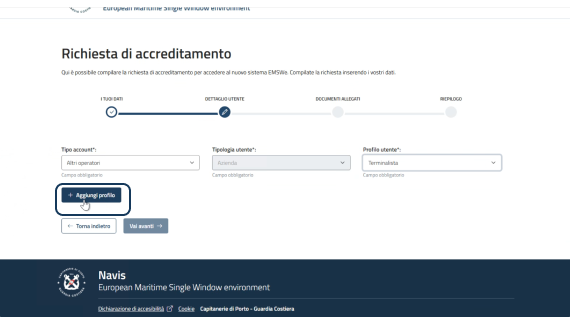 European Maritime Single Window environment
Richiesta di accreditamento
Qui è possibile compilare la richiesta di accreditamento per accedere al nuovo sistema EMSWe. Compilate la richiesta inserendo i vostri dati.
I TUOI DATI DETTAGLIO UTENTE DOCUMENTI ALLEGATI RIEPILOGO
Tipo account*: Tipologia utente*: Profilo utente*:
Altri operatori Azienda Terminalista
Campo obbligatorio Campo obbligatorio Campo obbligatorio
+ Aggiungi profilo
← Torna indietro Vai avanti →
Navis
European Maritime Single Window environment
Dichiarazione di accesibilità Cookie Capitanerie di Porto - Guardia Costiera